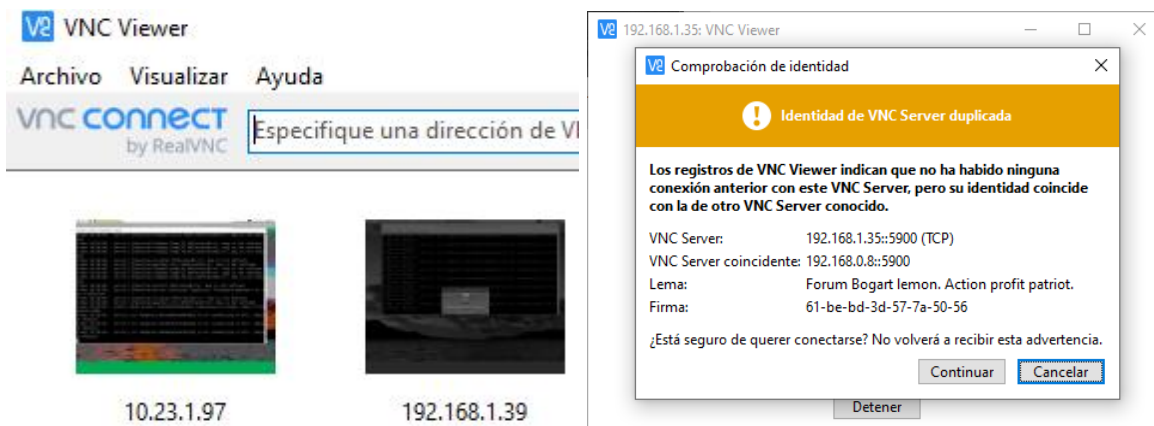 VNC Viewer
Archivo Visualizar Ayuda
vnc connect
by RealVNC
Especifique una dirección de
10.23.1.97
192.168.1.39
192.168.1.35: VNC Viewer
Comprobación de identidad
Identidad de VNC Server duplicada
Los registros de VNC Viewer indican que no ha habido ninguna
conexión anterior con este VNC Server, pero su identidad coincide
con la de otro VNC Server conocido.
VNC Server: 192.168.1.35::5900 (TCP)
VNC Server coincidente: 192.168.0.8::5900
Lema: Forum Bogart lemon. Action profit patriot.
Firma: 61-be-bd-3d-57-7a-50-56
¿Está seguro de querer conectarse? No volverá a recibir esta advertencia.
Continuar Cancelar
Detener